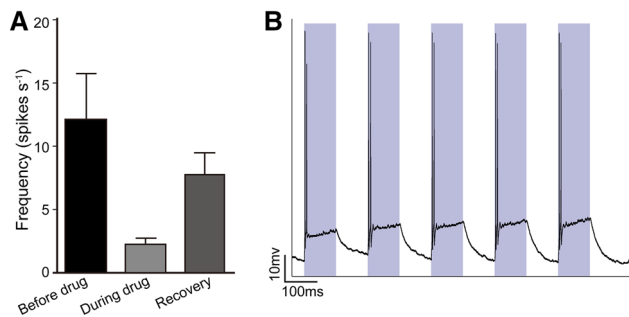 A
B
Frequency (spikes s⁻¹)
20
15
10
5
0
Before drug
During drug
Recovery
10mv
100ms